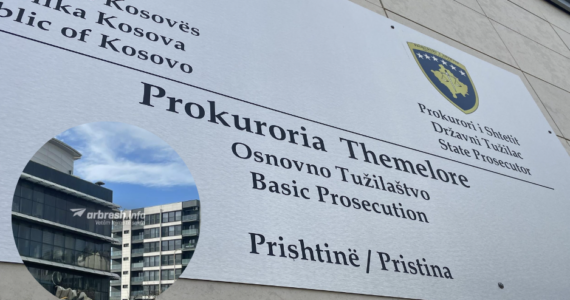 Kosovës
Kosova
blic of Kosovo
Prokurori i Shtetit
Državni Tužilac
State Prosecutor
Prokuroria Themelore
Osnovno Tužilaštvo
Basic Prosecution
Prishtinë / Pristina
arbresh.info